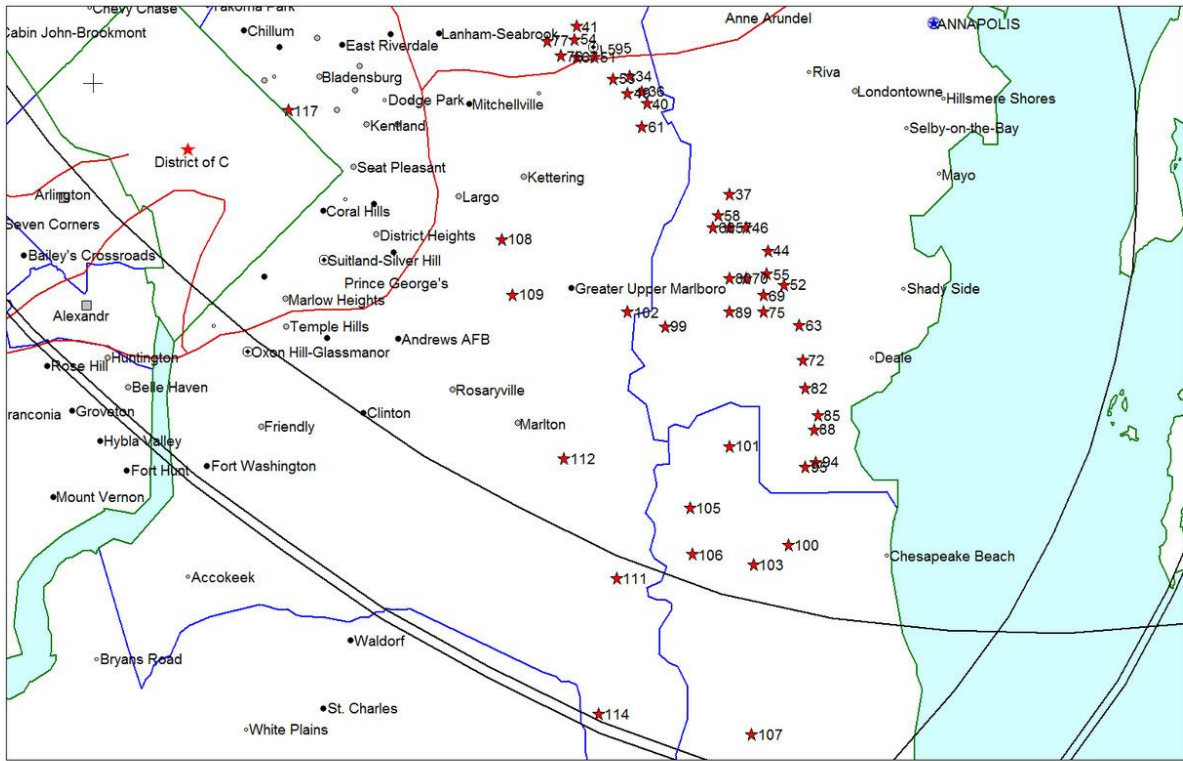 Chevy Chase
Takoma Park
41
Anne Arundel
ANNAPOLIS
Cabin John-Brookmont
Chillum
Lanham-Seabrook
54
77
East Riverdale
L595
51
Bladensburg
34
Riva
36
Londontowne
Dodge Park
Mitchellville
40
Hillsmere Shores
117
Kentland
61
Selby-on-the-Bay
District of C
Seat Pleasant
Kettering
Mayo
Arlington
Largo
37
Seven Corners
Coral Hills
58
46
District Heights
108
44
Bailey's Crossroads
Suitland-Silver Hill
55
Prince George's
Greater Upper Marlboro
70
52
Shady Side
Marlow Heights
109
69
Alexandr
102
89
75
Temple Hills
99
63
Andrews AFB
Oxon Hill-Glassmanor
Huntington
72
Deale
Rose Hill
Belle Haven
Rosaryville
82
Groveton
Clinton
85
ranconia
Friendly
Marlton
88
Hybla Valley
101
112
94
Fort Hunt
Fort Washington
95
Mount Vernon
105
100
106
Chesapeake Beach
103
Accokeek
111
Waldorf
Bryans Road
St. Charles
114
White Plains
107